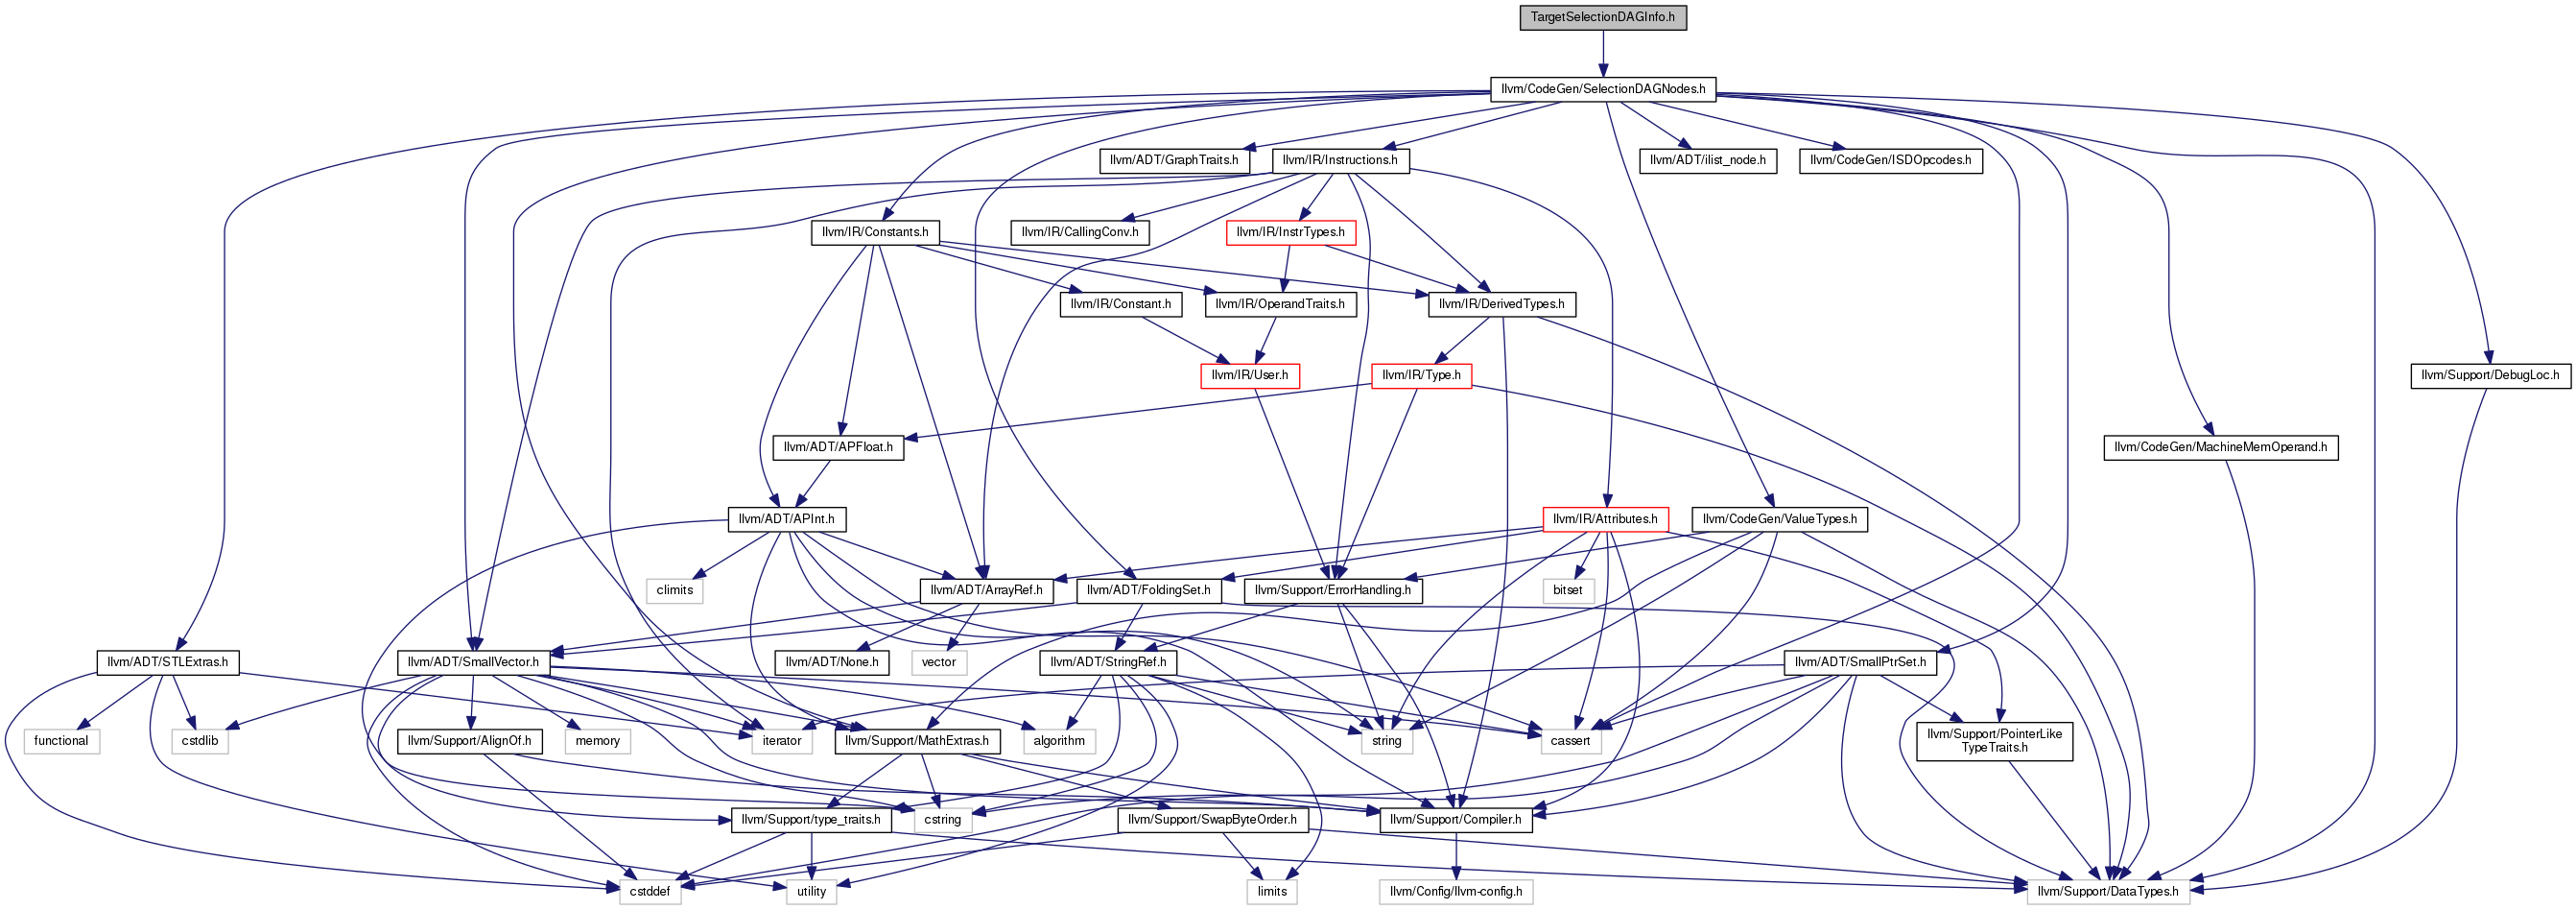 TargetSelectionDAGInfo.h
llvm/CodeGen/SelectionDAGNodes.h
llvm/ADT/GraphTraits.h
llvm/IR/Instructions.h
llvm/ADT/ilist_node.h
llvm/CodeGen/ISDOpcodes.h
llvm/IR/Constants.h
llvm/IR/CallingConv.h
llvm/IR/InstrTypes.h
llvm/IR/Constant.h
llvm/IR/OperandTraits.h
llvm/IR/DerivedTypes.h
llvm/IR/User.h
llvm/IR/Type.h
llvm/Support/DebugLoc.h
llvm/ADT/APFloat.h
llvm/CodeGen/MachineMemOperand.h
llvm/ADT/APInt.h
llvm/IR/Attributes.h
llvm/CodeGen/ValueTypes.h
climits
llvm/ADT/ArrayRef.h
llvm/ADT/FoldingSet.h
llvm/Support/ErrorHandling.h
bitset
llvm/ADT/STLExtras.h
llvm/ADT/SmallVector.h
llvm/ADT/None.h
vector
llvm/ADT/StringRef.h
llvm/ADT/SmallPtrSet.h
functional
cstdlib
llvm/Support/AlignOf.h
memory
iterator
llvm/Support/MathExtras.h
algorithm
string
cassert
llvm/Support/PointerLike
TypeTraits.h
llvm/Support/type_traits.h
cstring
llvm/Support/SwapByteOrder.h
llvm/Support/Compiler.h
cstddef
utility
limits
llvm/Config/llvm-config.h
llvm/Support/DataTypes.h